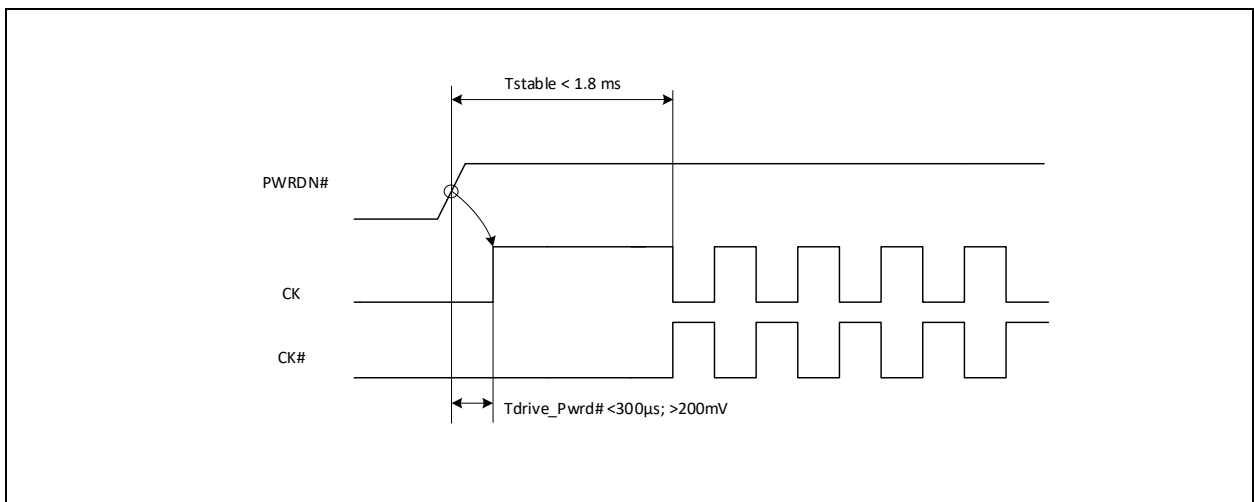 Tstable < 1.8 ms
PWRDN#
CK
CK#
Tdrive_Pwrd# <300µs; >200mV